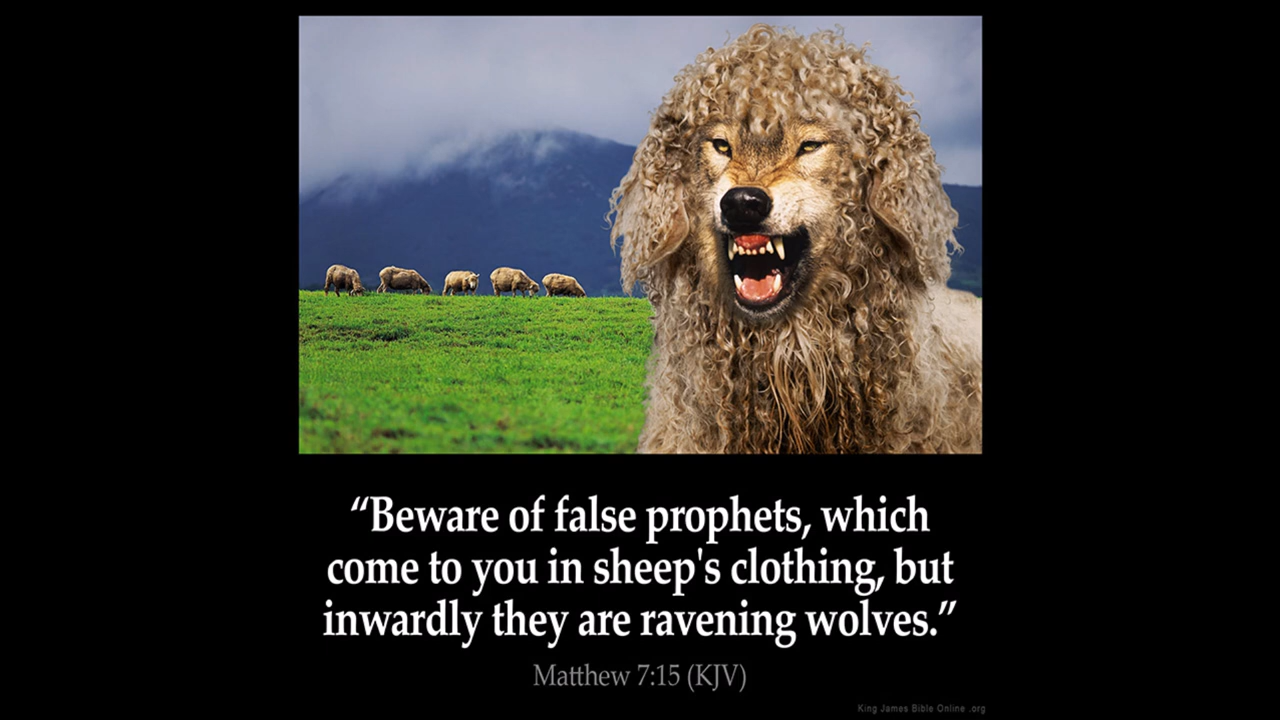 “Beware of false prophets, which
come to you in sheep's clothing, but
inwardly they are ravening wolves.”
Matthew 7:15 (KJV)
King James Bible Online .org